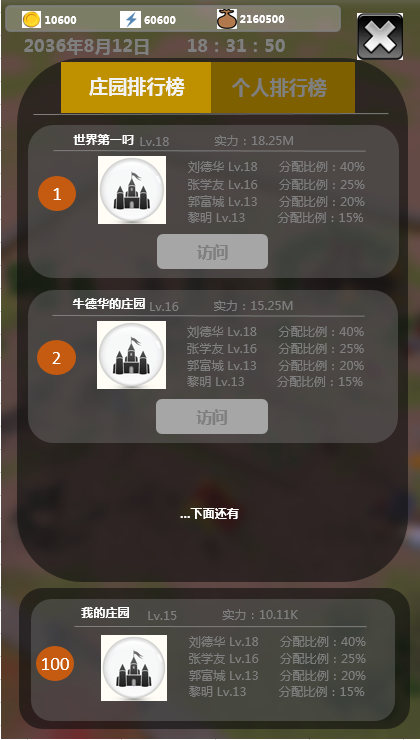 10600 60600 2160500
2036年8月12日 18：31：50
庄园排行榜 个人排行榜
世界第一叼 Lv.18 实力：18.25M
1
刘德华 Lv.18 分配比例：40%
张学友 Lv.16 分配比例：25%
郭富城 Lv.13 分配比例：20%
黎明 Lv.13 分配比例：15%
访问
牛德华的庄园 Lv.16 实力：15.25M
2
刘德华 Lv.18 分配比例：40%
张学友 Lv.16 分配比例：25%
郭富城 Lv.13 分配比例：20%
黎明 Lv.13 分配比例：15%
访问
...下面还有
我的庄园 Lv.15 实力：10.11K
100
刘德华 Lv.18 分配比例：40%
张学友 Lv.16 分配比例：25%
郭富城 Lv.13 分配比例：20%
黎明 Lv.13 分配比例：15%